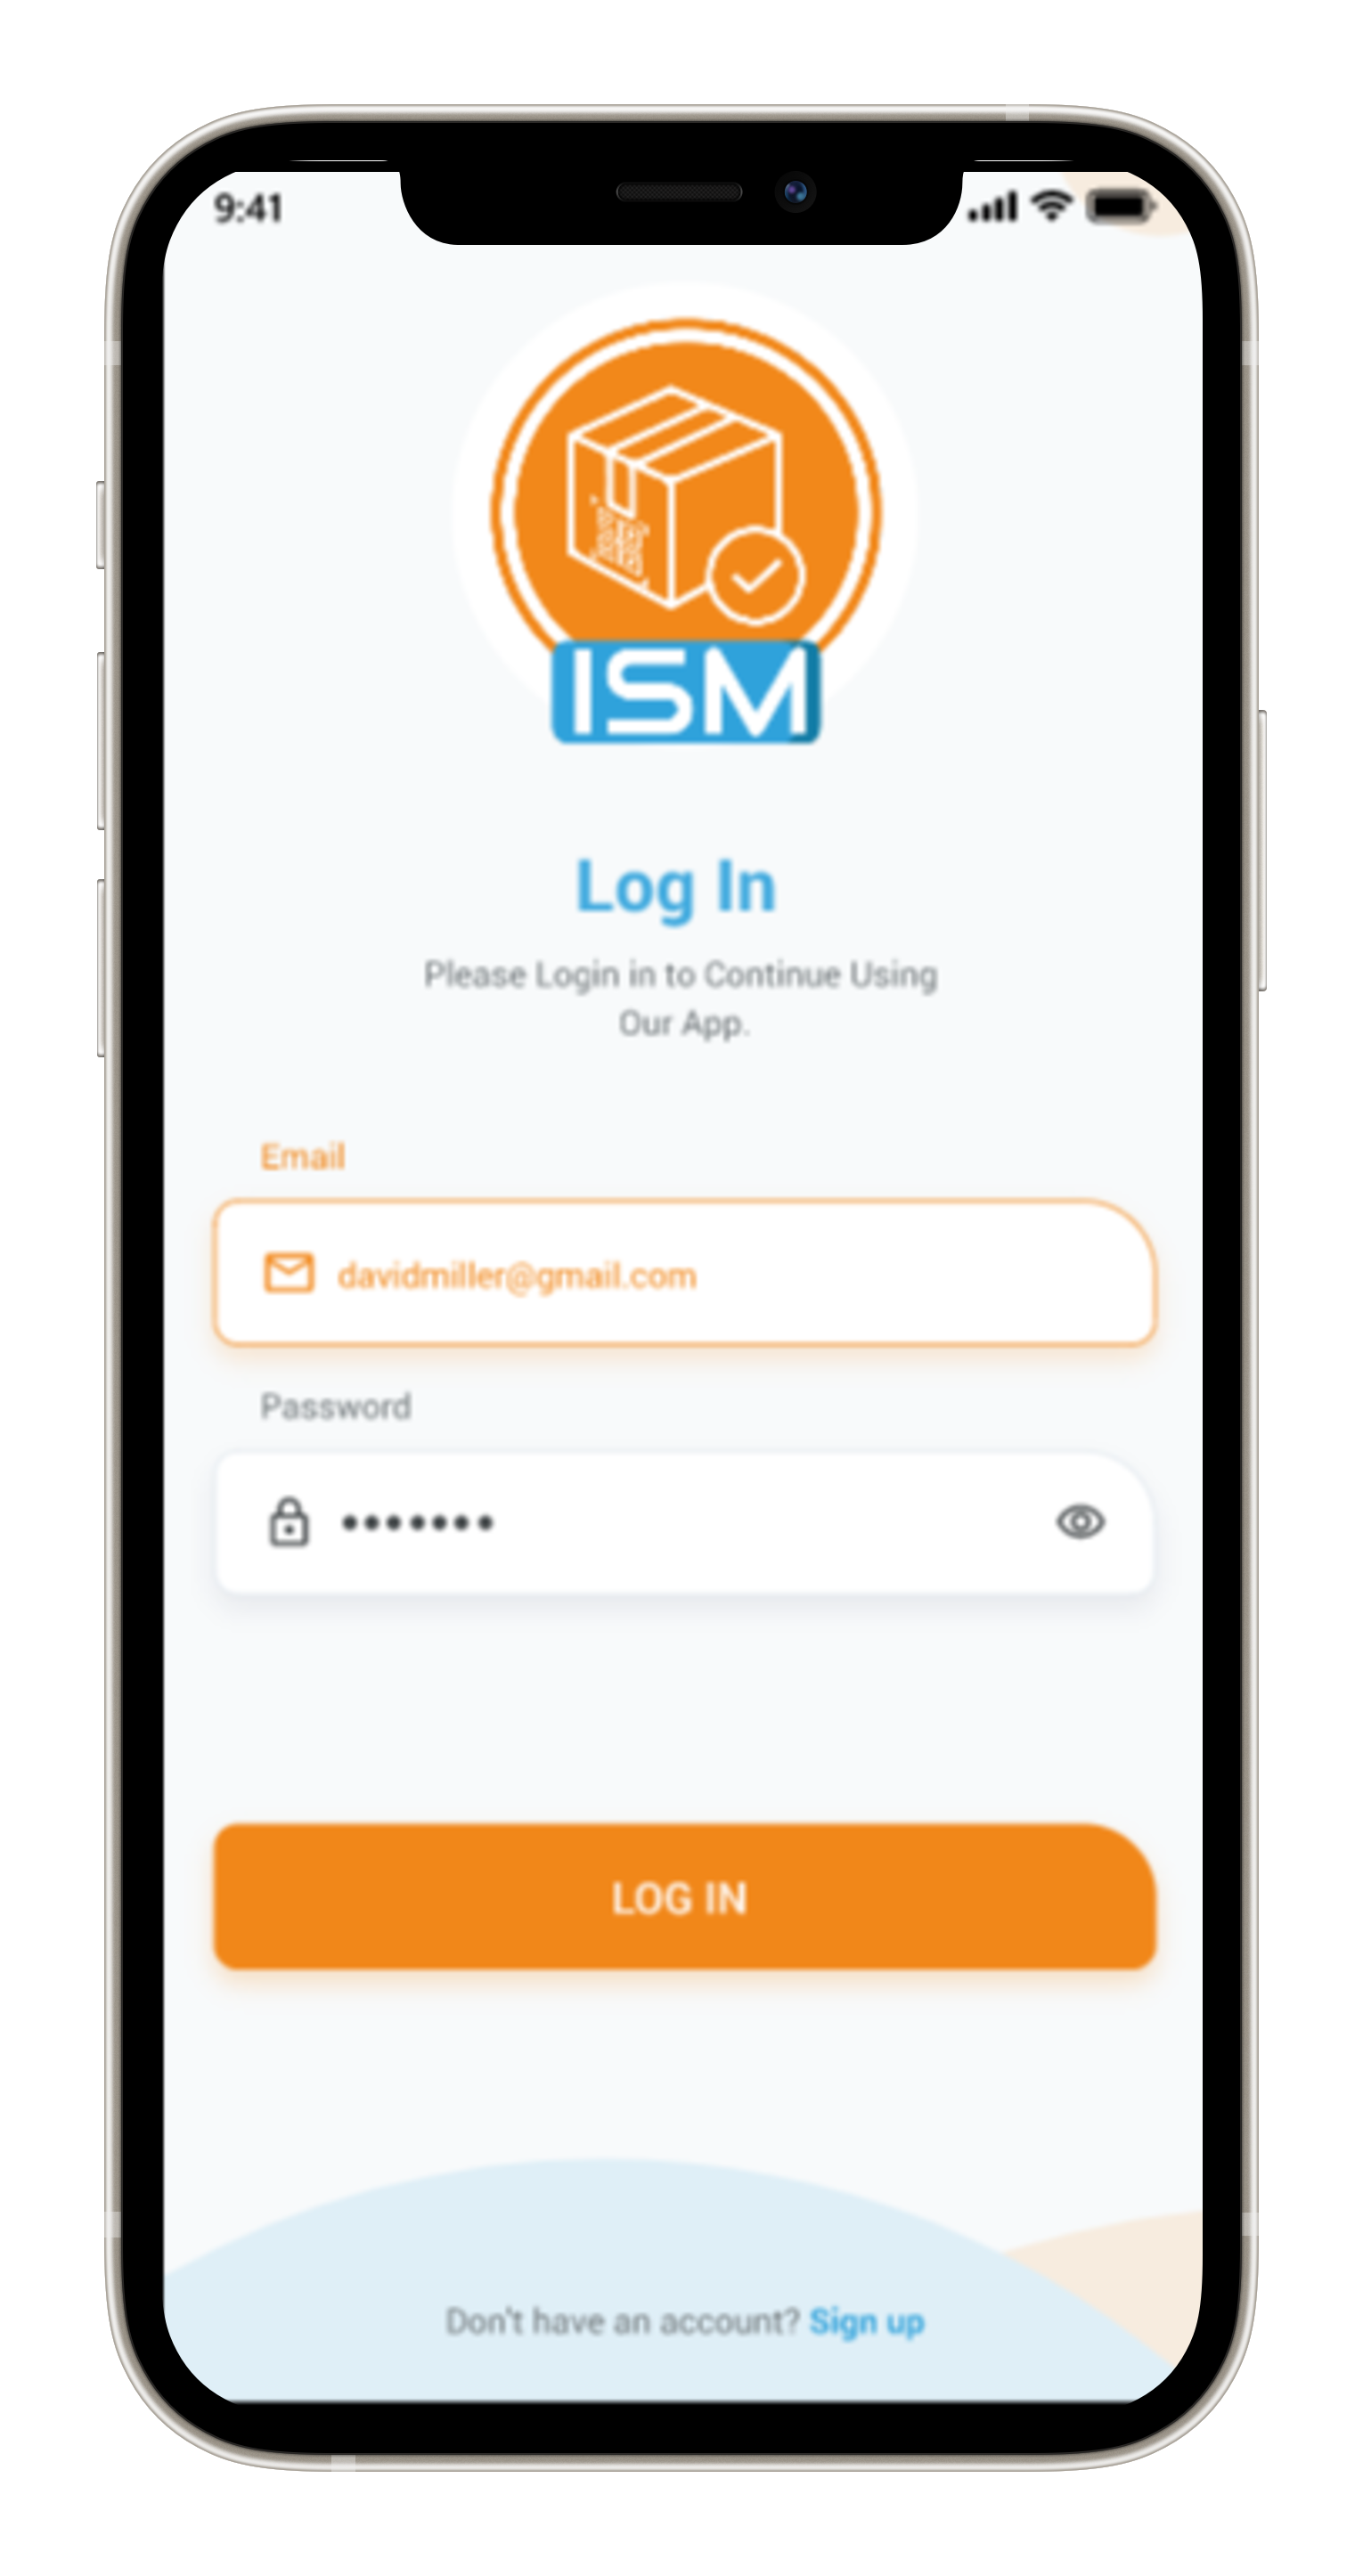 9:41
ISM
Log In
Please Login in to Continue Using
Our App.
Email
davidmiller@gmail.com
Password
•••••••
LOG IN
Don't have an account? Sign up